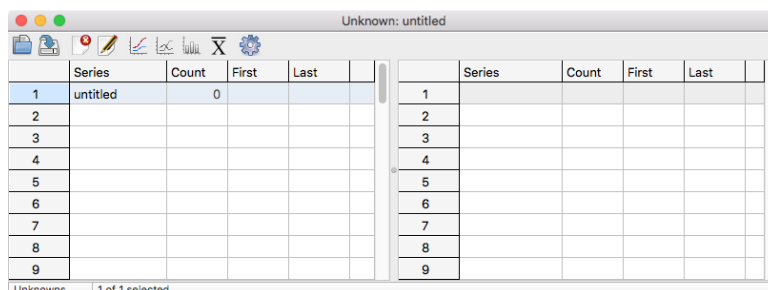 Unknown: untitled
X
Series Count First Last Series Count First Last
1 untitled 0 1
2 2
3 3
4 4
5 5
6 6
7 7
8 8
9 9
Unknowns 1 of 1 selected